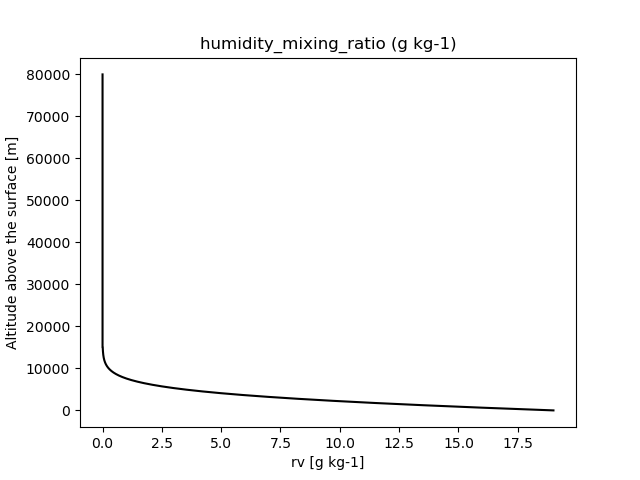 humidity_mixing_ratio (g kg-1)
80000
70000
60000
50000
40000
30000
20000
10000
0
Altitude above the surface [m]
0.0 2.5 5.0 7.5 10.0 12.5 15.0 17.5
rv [g kg-1]